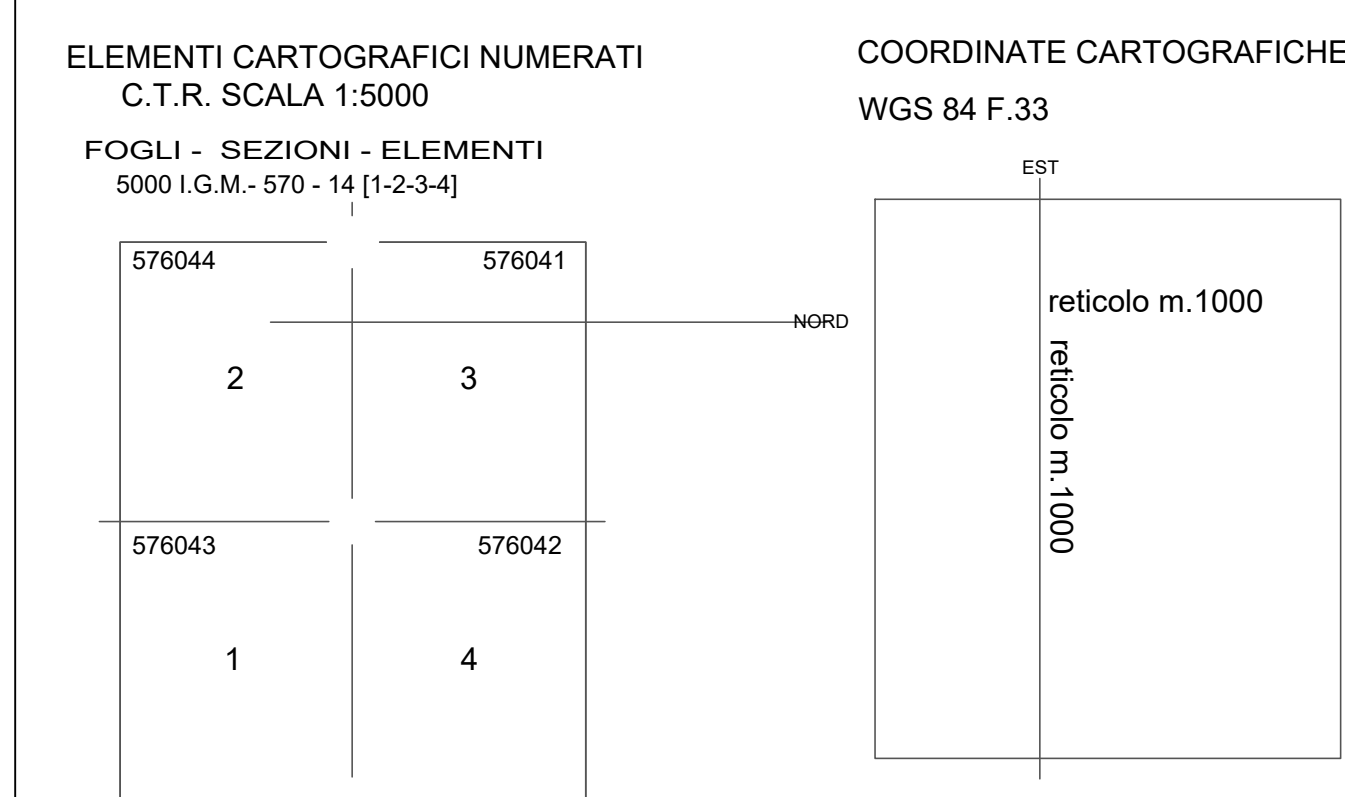 ELEMENTI CARTOGRAFICI NUMERATI
C.T.R. SCALA 1:5000
FOGLI - SEZIONI - ELEMENTI
5000 I.G.M.- 570 - 14 [1-2-3-4]
576044
576041
2
3
576043
576042
1
4
COORDINATE CARTOGRAFICHE
WGS 84 F.33
EST
NORD
reticolo m.1000
reticolo m.1000